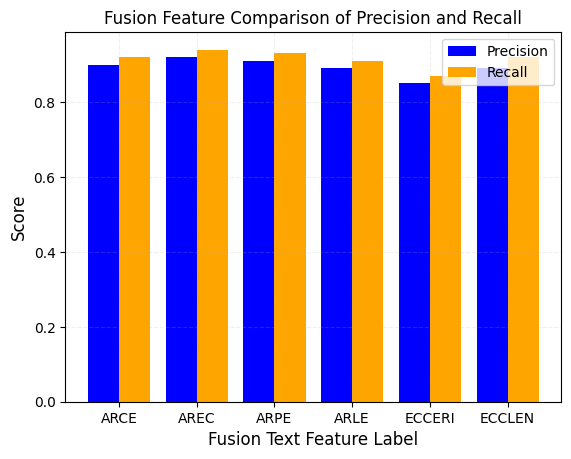 Fusion Feature Comparison of Precision and Recall
Precision
Recall
0.8
0.6
0.4
0.2
0.0
Score
ARCE AREC ARPE ARLE ECCERI ECCLEN
Fusion Text Feature Label